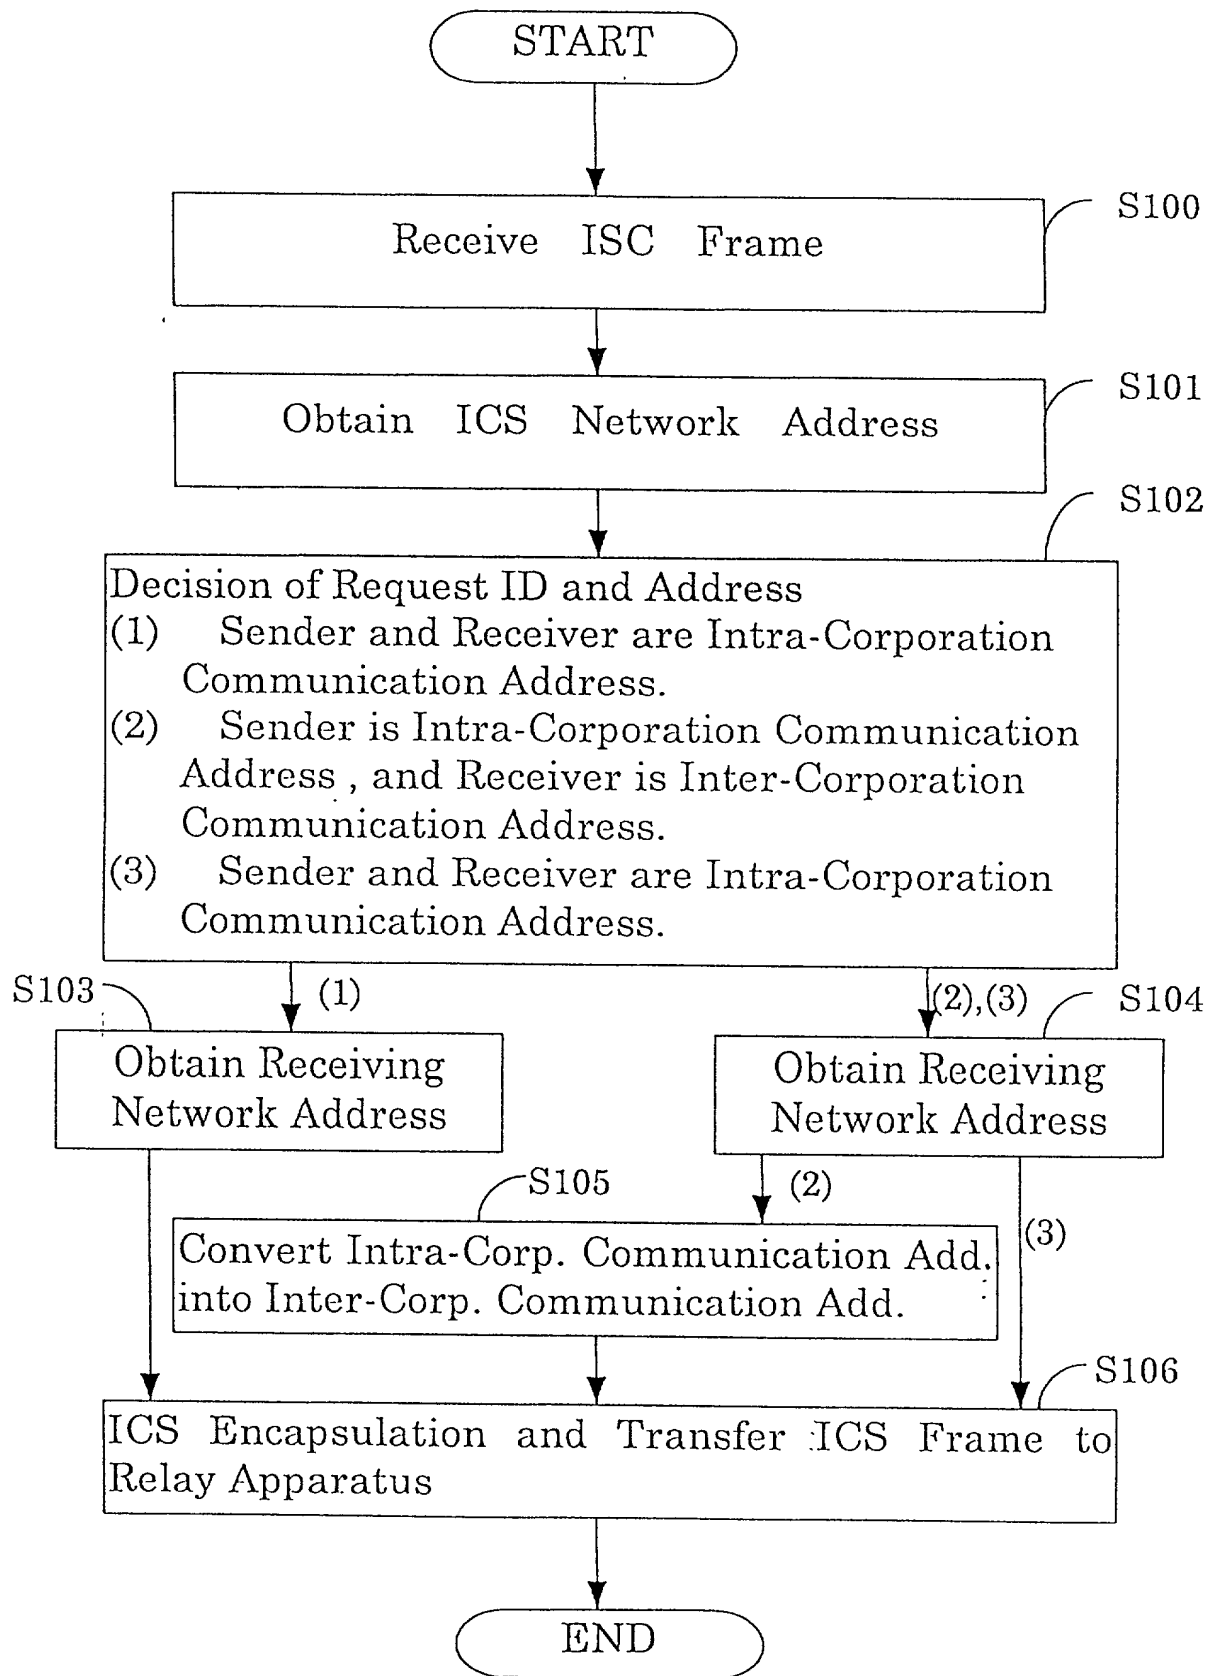 START
S100
Receive ISC Frame
S101
Obtain ICS Network Address
S102
Decision of Request ID and Address
(1) Sender and Receiver are Intra-Corporation
Communication Address.
(2) Sender is Intra-Corporation Communication
Address , and Receiver is Inter-Corporation
Communication Address.
(3) Sender and Receiver are Intra-Corporation
Communication Address.
S103
(1)
(2),(3)
S104
Obtain Receiving
Network Address
Obtain Receiving
Network Address
S105
(2)
(3)
Convert Intra-Corp. Communication Add.
into Inter-Corp. Communication Add.
S106
ICS Encapsulation and Transfer ICS Frame to
Relay Apparatus
END